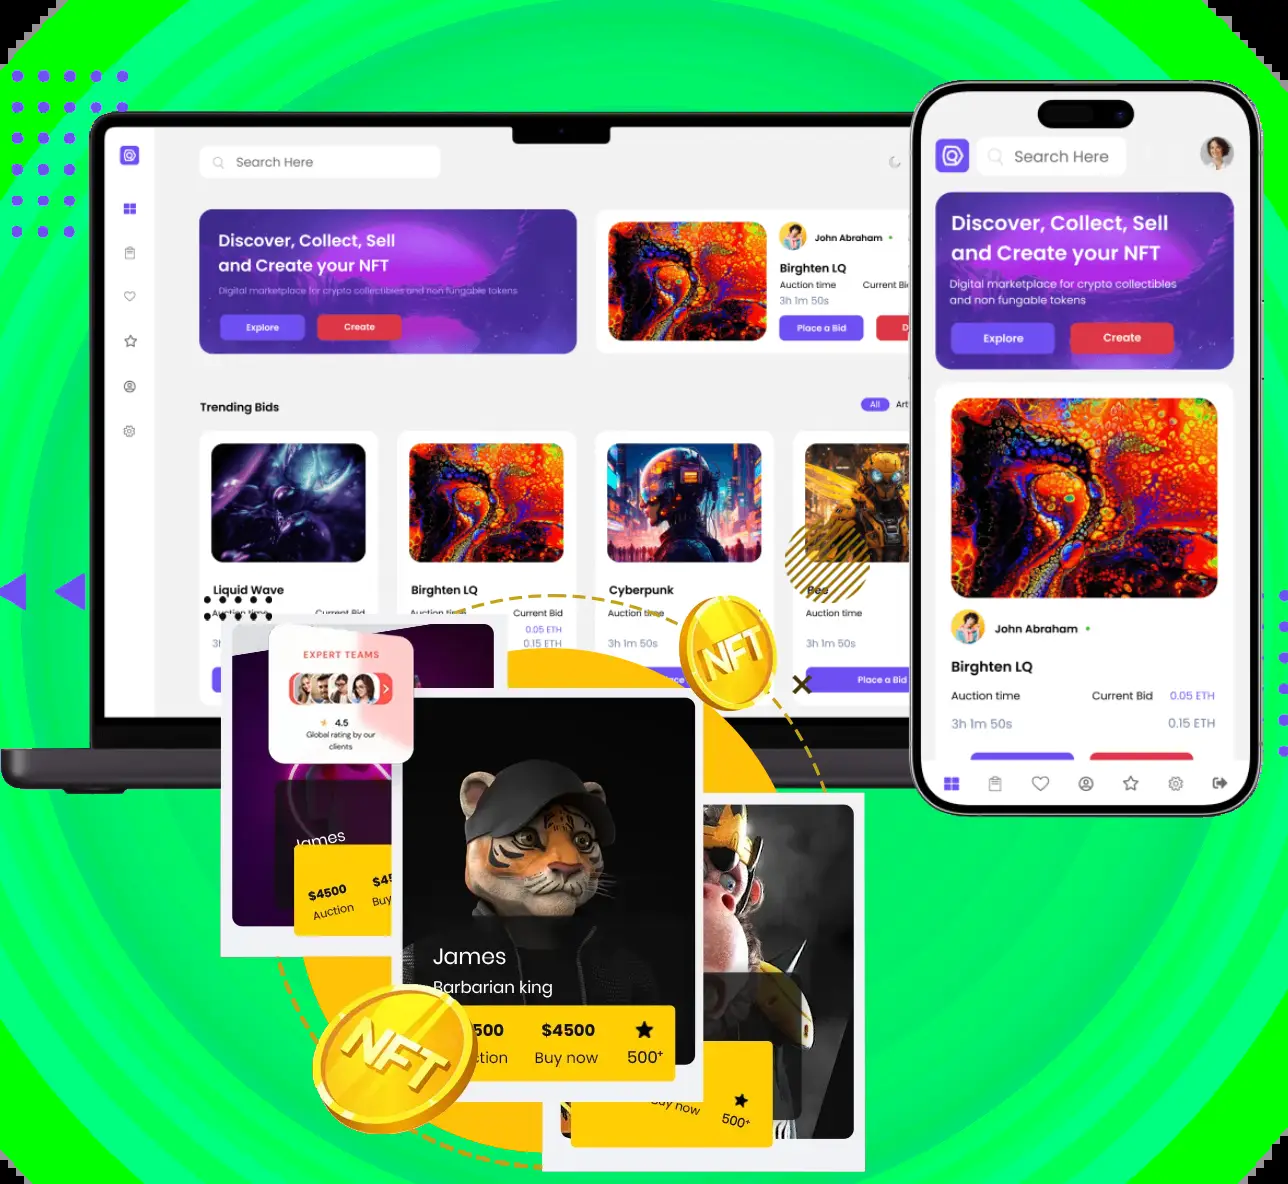 Search Here
Discover, Collect, Sell
and Create your NFT
Digital marketplace for crypto collectibles and non fungable tokens
Explore
Create
John Abraham
Birghten LQ
Auction time
Current Bi
3h 1m 50s
Place a Bid
D
Trending Bids
All
Art
Liquid Wave
Auction time
Current Bid
3h
Birghten LQ
Auction time
Current Bid
0.05 ETH
0.15 ETH
Cyberpunk
Auction time
3h 1m 50s
ace
Bee
Auction time
3h 1m 50s
Place a Bid
Search Here
Discover, Collect, Sell
and Create your NFT
Digital marketplace for crypto collectibles
and non fungable tokens
Explore
Create
John Abraham
Birghten LQ
Auction time
Current Bid
0.05 ETH
3h 1m 50s
0.15 ETH
EXPERT TEAMS
4.5
Global rating by our
clients
NFT
James
$4500
Auction
$45
Buy
James
Barbarian king
500
$4500
ction
Buy now
500+
NFT
Buy now
500+